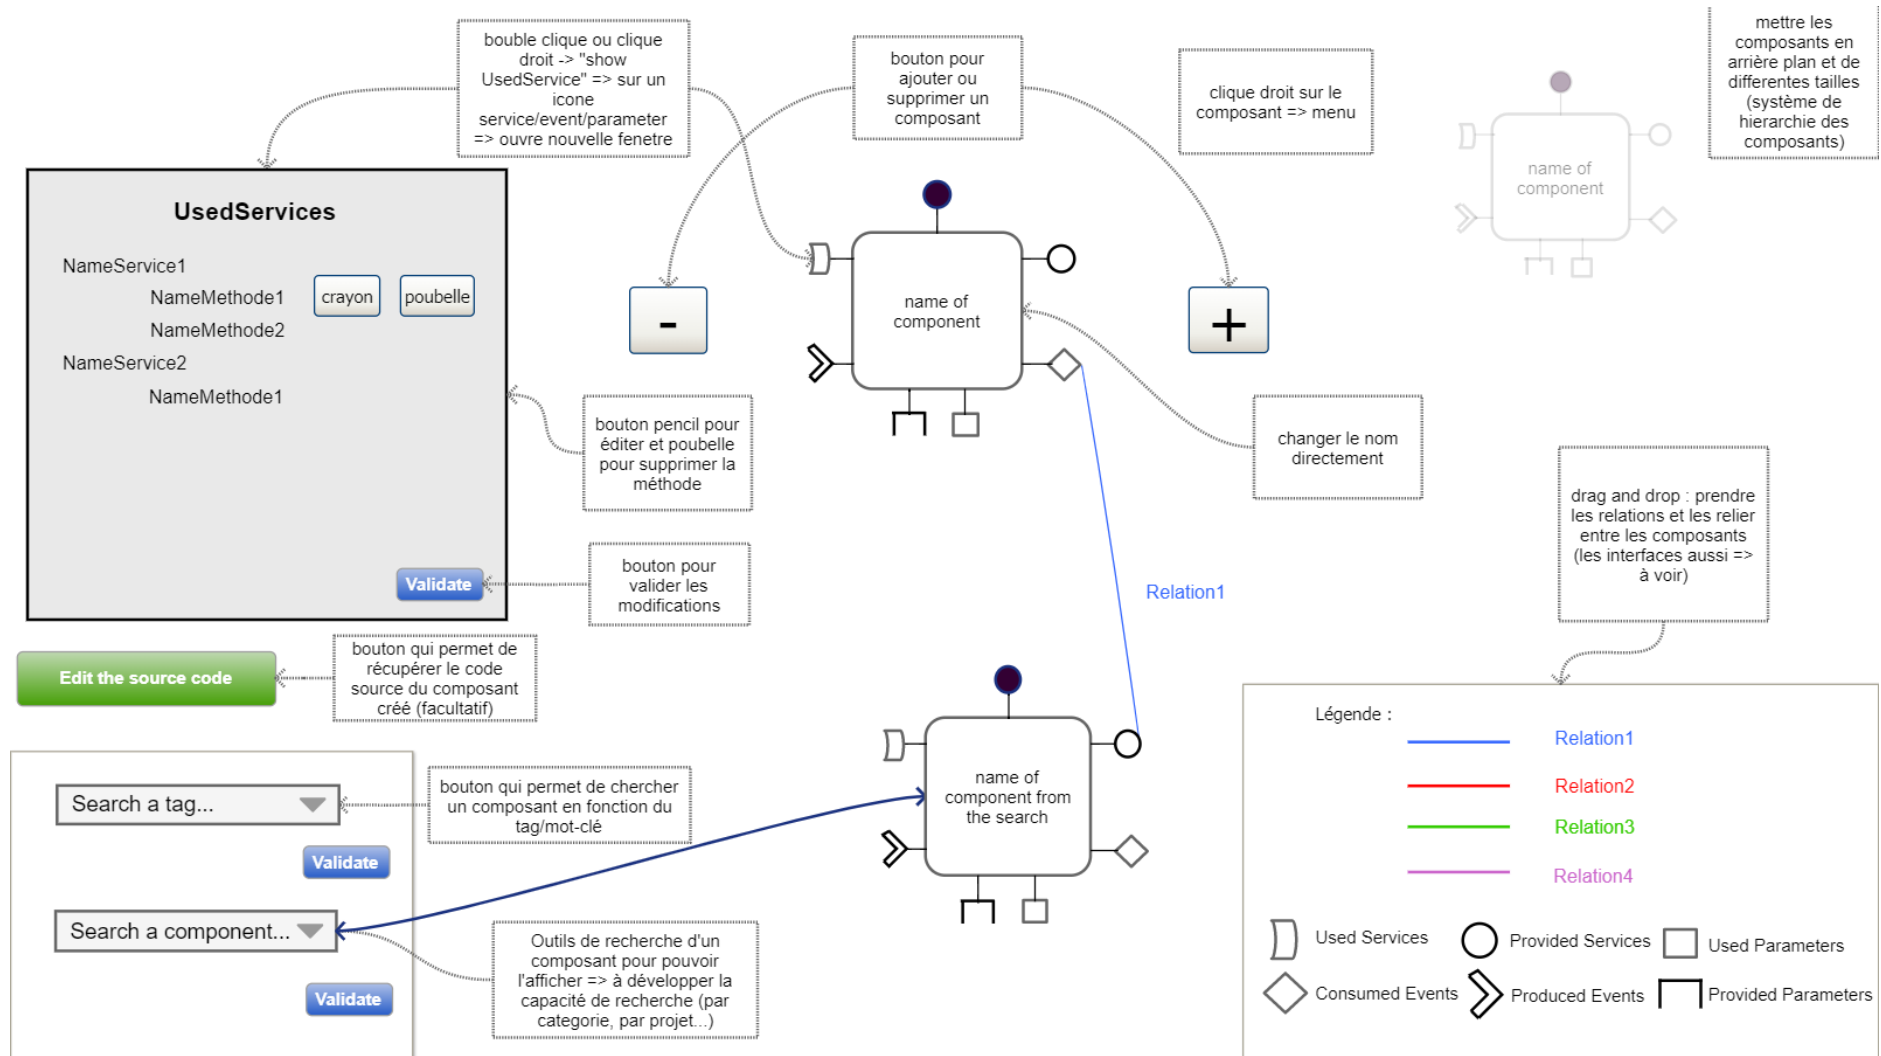 bouble clique ou clique
droit -> "show
UsedService" => sur un
icone
service/event/parameter
=> ouvre nouvelle fenetre
bouton pour
ajouter ou
supprimer un
composant
clique droit sur le
composant => menu
mettre les
composants en
arrière plan et de
differentes tailles
(système de
hierarchie des
composants)
name of
component
UsedServices
NameService1
NameMethode1
crayon
poubelle
NameMethode2
NameService2
NameMethode1
Validate
-
name of
component
+
bouton pencil pour
éditer et poubelle
pour supprimer la
méthode
changer le nom
directement
drag and drop : prendre
les relations et les relier
entre les composants
(les interfaces aussi =>
à voir)
bouton pour
valider les
modifications
Relation1
Edit the source code
bouton qui permet de
récupérer le code
source du composant
créé (facultatif)
Search a tag...
Validate
bouton qui permet de chercher
un composant en fonction du
tag/mot-clé
Search a component...
Validate
Outils de recherche d'un
composant pour pouvoir
l'afficher => à développer la
capacité de recherche (par
categorie, par projet...)
name of
component from
the search
Légende :
Relation1
Relation2
Relation3
Relation4
Used Services
Provided Services
Used Parameters
Consumed Events
Produced Events
Provided Parameters